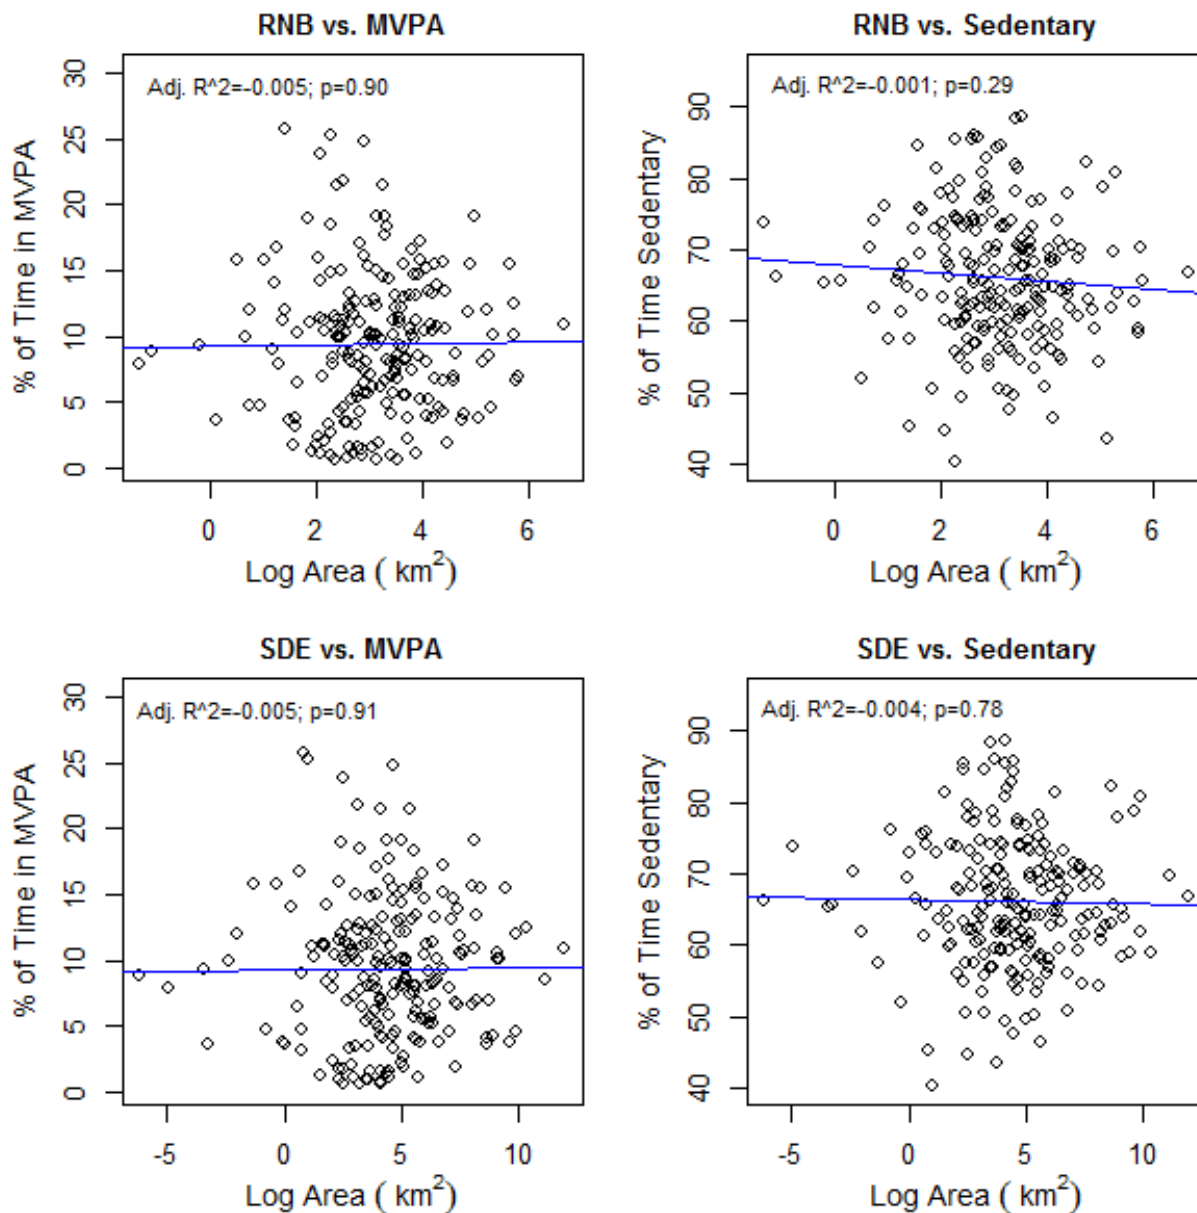 RNB vs. MVPA
Adj. R^2=-0.005; p=0.90
% of Time in MVPA
30
25
20
15
10
5
0
0 2 4 6
Log Area ( km²)
RNB vs. Sedentary
Adj. R^2=-0.001; p=0.29
% of Time Sedentary
90
80
70
60
50
40
0 2 4 6
Log Area ( km²)
SDE vs. MVPA
Adj. R^2=-0.005; p=0.91
% of Time in MVPA
30
25
20
15
10
5
0
-5 0 5 10
Log Area ( km²)
SDE vs. Sedentary
Adj. R^2=-0.004; p=0.78
% of Time Sedentary
90
80
70
60
50
40
-5 0 5 10
Log Area ( km²)